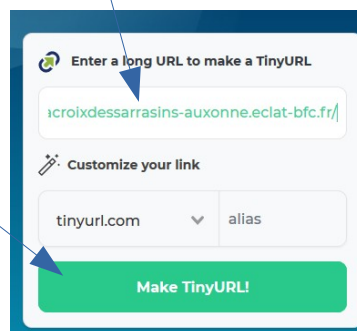 Enter a long URL to make a TinyURL
acroixdessarrasins-auxonne.eclat-bfc.fr/
Customize your link
tinyurl.com
alias
Make TinyURL!